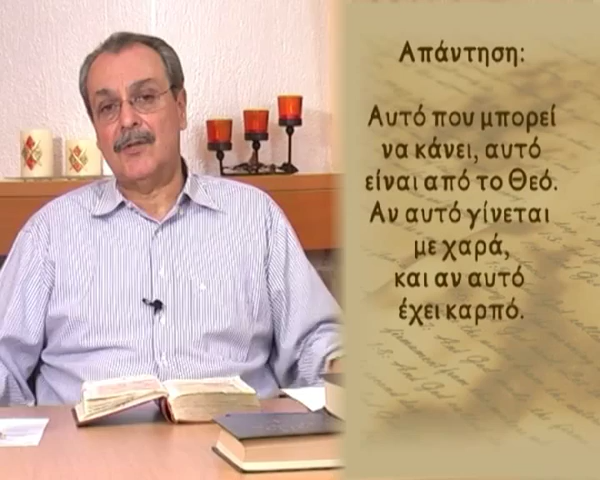 Απάντηση:
Αυτό που μπορεί
να κάνει, αυτό
είναι από το Θεό.
Αν αυτό γίνεται
με χαρά,
και αν αυτό
έχει καρπό.